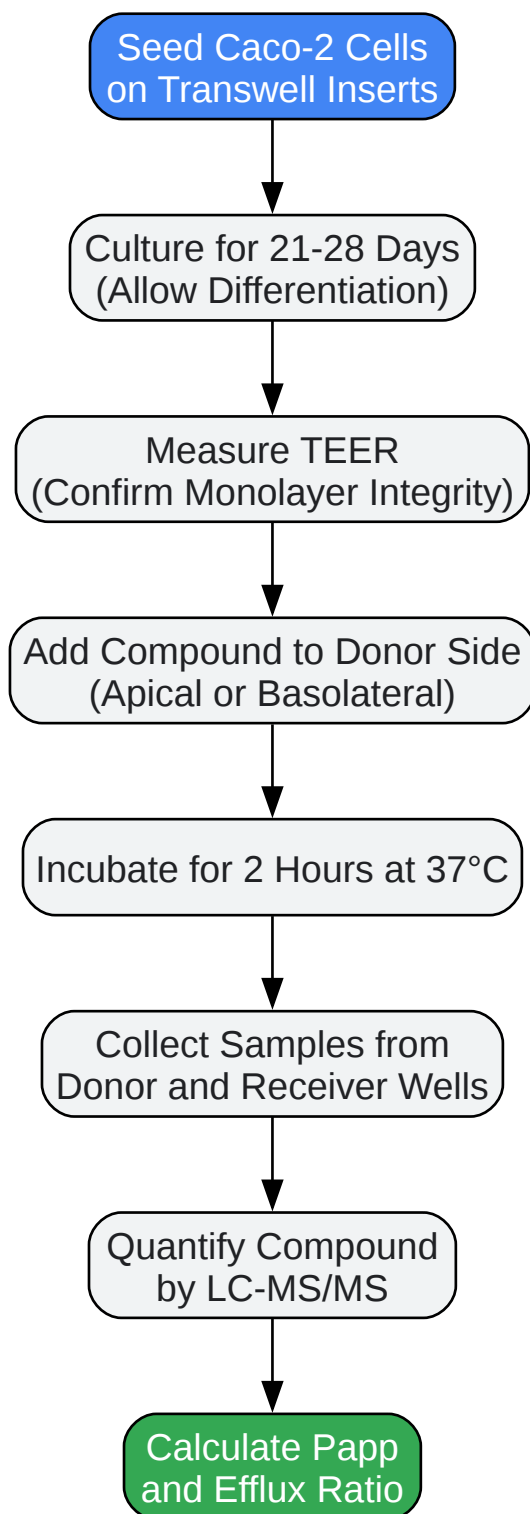 Seed Caco-2 Cells
on Transwell Inserts
Culture for 21-28 Days
(Allow Differentiation)
Measure TEER
(Confirm Monolayer Integrity)
Add Compound to Donor Side
(Apical or Basolateral)
Incubate for 2 Hours at 37°C
Collect Samples from
Donor and Receiver Wells
Quantify Compound
by LC-MS/MS
Calculate Papp
and Efflux Ratio